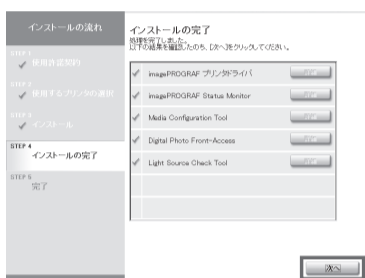 インストールの流れ
STEP 1
使用許諾契約
STEP 2
使用するプリンタの選択
STEP 3
インストール
STEP 4
インストールの完了
STEP 5
完了
インストールの完了
処理を完了しました。
以下の結果を確認したのち、[次へ]をクリックしてください。
imagePROGRAF プリンタドライバ
imagePROGRAF Status Monitor
Media Configuration Tool
Digital Photo Front-Access
Light Source Check Tool
次へ